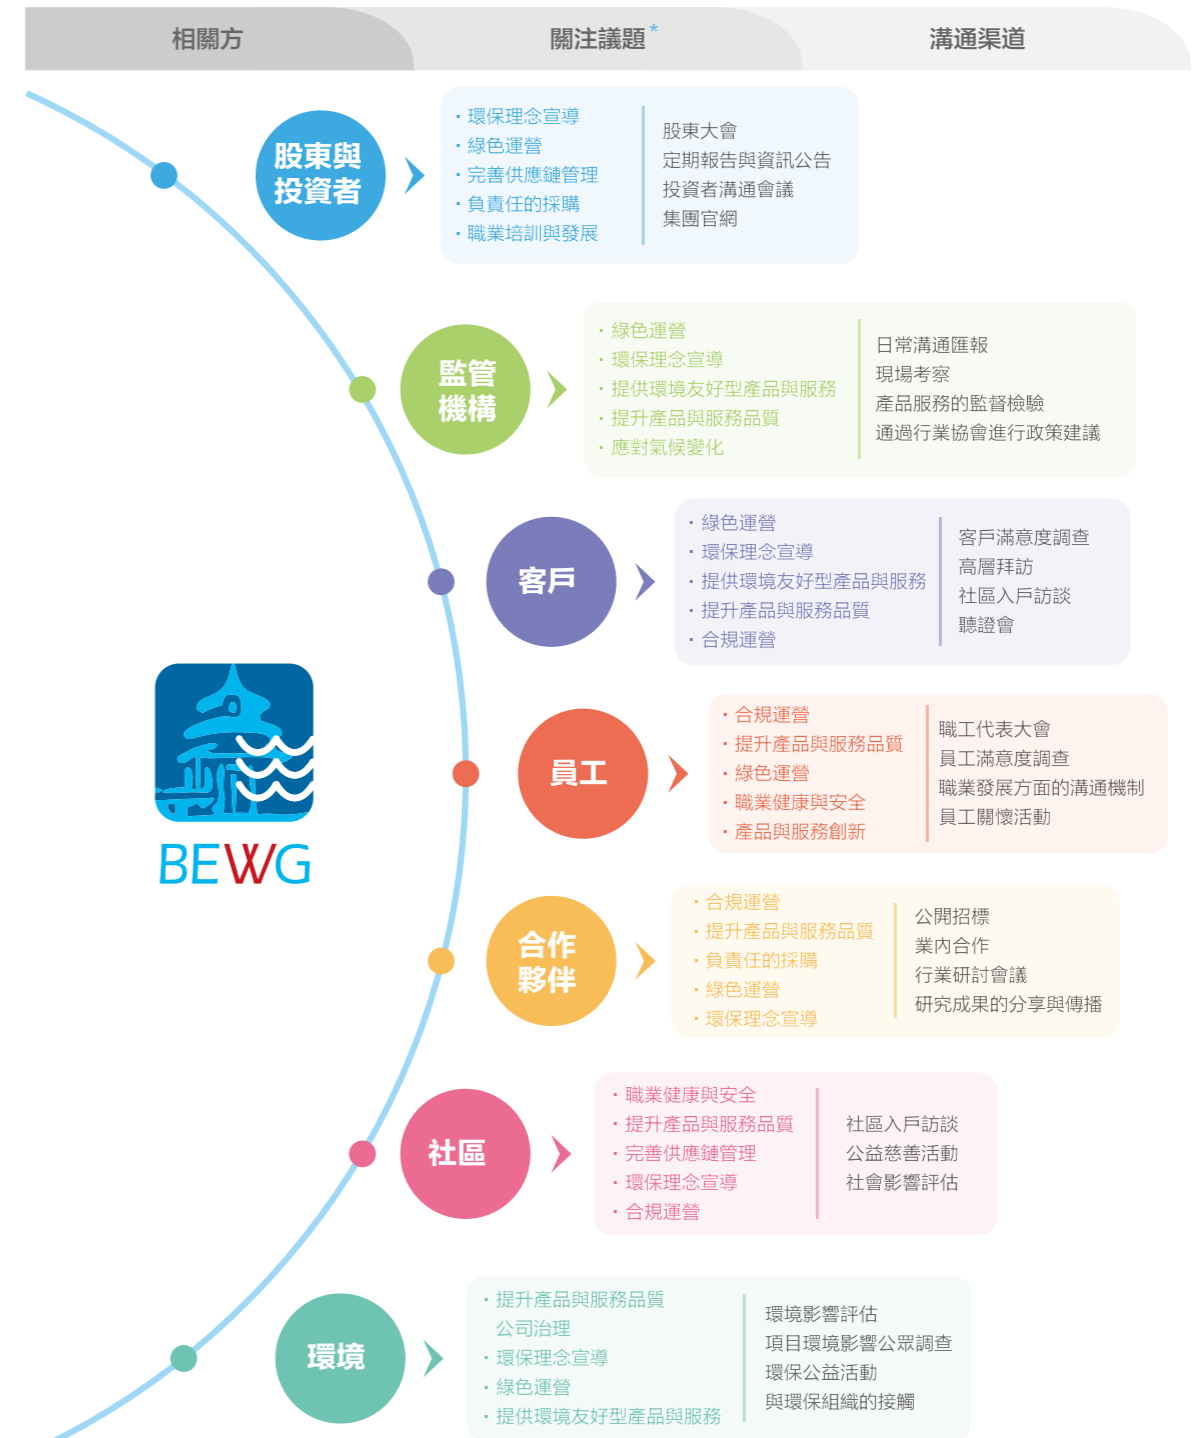 相關方
關注議題*
溝通渠道
股東與
投資者
· 環保理念宣導
· 綠色運營
· 完善供應鏈管理
· 負責任的採購
· 職業培訓與發展
股東大會
定期報告與資訊公告
投資者溝通會議
集團官網
監管
機構
· 綠色運營
· 環保理念宣導
· 提供環境友好型產品與服務
· 提升產品與服務品質
· 應對氣候變化
日常溝通匯報
現場考察
產品服務的監督檢驗
通過行業協會進行政策建議
客戶
· 綠色運營
· 環保理念宣導
· 提供環境友好型產品與服務
· 提升產品與服務品質
· 合規運營
客戶滿意度調查
高層拜訪
社區入戶訪談
聽證會
員工
· 合規運營
· 提升產品與服務品質
· 綠色運營
· 職業健康與安全
· 產品與服務創新
職工代表大會
員工滿意度調查
職業發展方面的溝通機制
員工關懷活動
BEWG
合作
夥伴
· 合規運營
· 提升產品與服務品質
· 負責任的採購
· 綠色運營
· 環保理念宣導
公開招標
業內合作
行業研討會議
研究成果的分享與傳播
社區
· 職業健康與安全
· 提升產品與服務品質
· 完善供應鏈管理
· 環保理念宣導
· 合規運營
社區入戶訪談
公益慈善活動
社會影響評估
環境
· 提升產品與服務品質
公司治理
· 環保理念宣導
· 綠色運營
· 提供環境友好型產品與服務
環境影響評估
項目環境影響公眾調查
環保公益活動
與環保組織的接觸